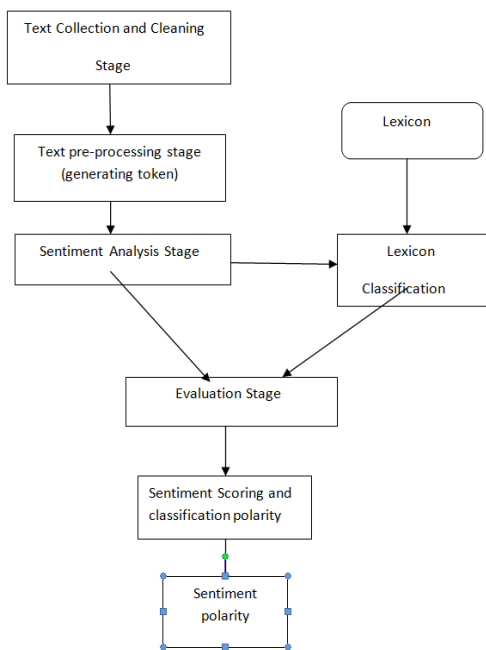 Text Collection and Cleaning
Stage
Lexicon
Text pre-processing stage
(generating token)
Sentiment Analysis Stage
Lexicon
Classification
Evaluation Stage
Sentiment Scoring and
classification polarity
Sentiment
polarity